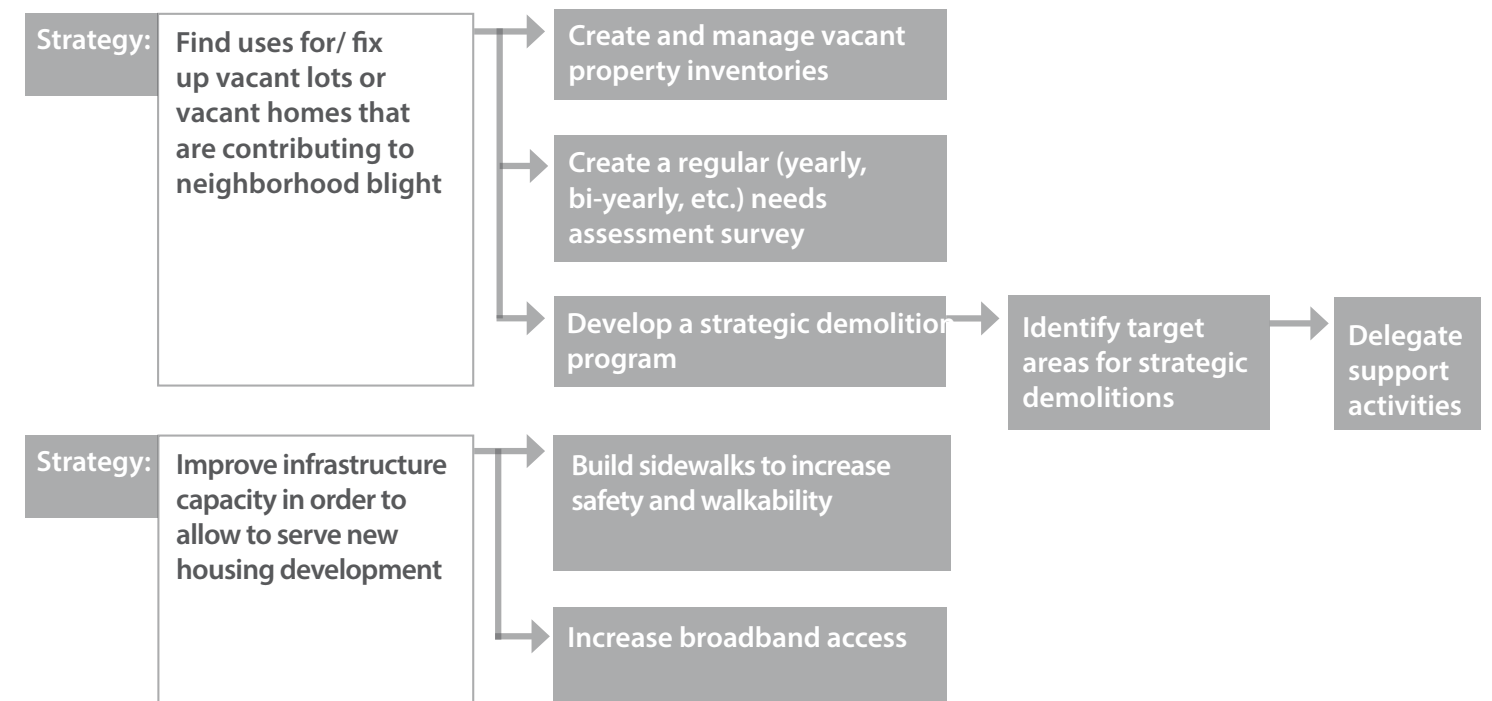 Strategy:
Find uses for/ fix
up vacant lots or
vacant homes that
are contributing to
neighborhood blight
Create and manage vacant
property inventories
Create a regular (yearly,
bi-yearly, etc.) needs
assessment survey
Develop a strategic demolition
program
Identify target
areas for strategic
demolitions
Delegate
support
activities
Strategy:
Improve infrastructure
capacity in order to
allow to serve new
housing development
Build sidewalks to increase
safety and walkability
Increase broadband access